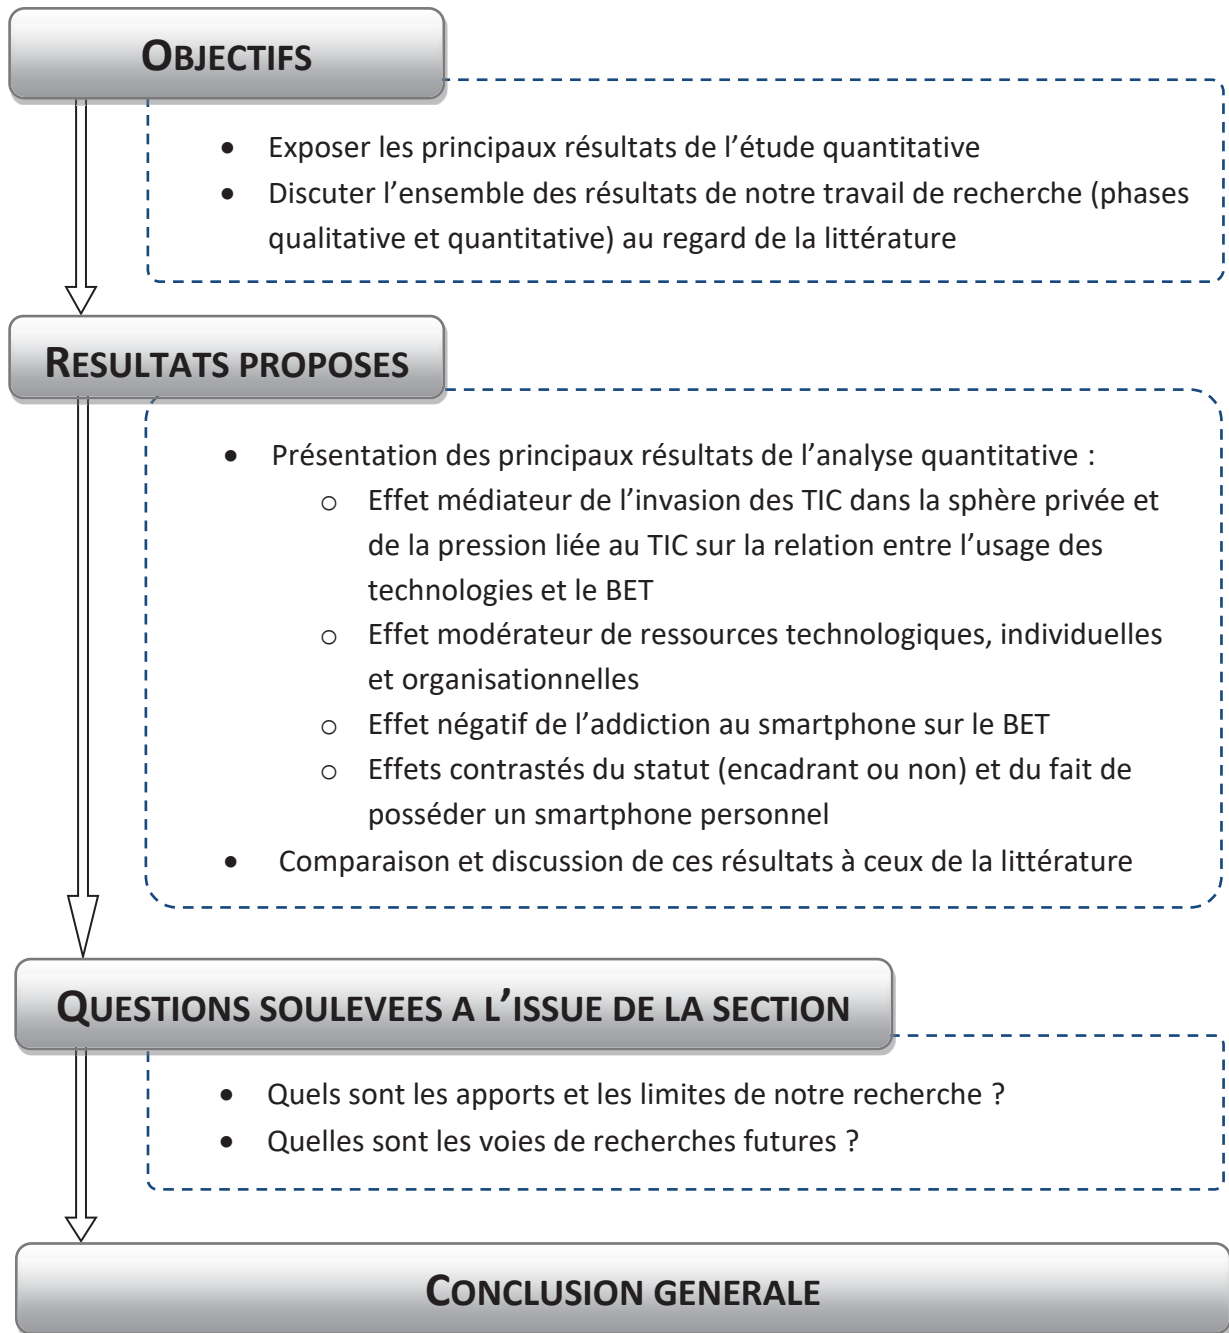 OBJECTIFS
• Exposer les principaux résultats de l’étude quantitative
• Discuter l’ensemble des résultats de notre travail de recherche (phases
qualitative et quantitative) au regard de la littérature
RESULTATS PROPOSES
• Présentation des principaux résultats de l’analyse quantitative :
o Effet médiateur de l’invasion des TIC dans la sphère privée et
de la pression liée au TIC sur la relation entre l’usage des
technologies et le BET
o Effet modérateur de ressources technologiques, individuelles
et organisationnelles
o Effet négatif de l’addiction au smartphone sur le BET
o Effets contrastés du statut (encadrant ou non) et du fait de
posséder un smartphone personnel
• Comparaison et discussion de ces résultats à ceux de la littérature
QUESTIONS SOULEVEES A L’ISSUE DE LA SECTION
• Quels sont les apports et les limites de notre recherche ?
• Quelles sont les voies de recherches futures ?
CONCLUSION GENERALE